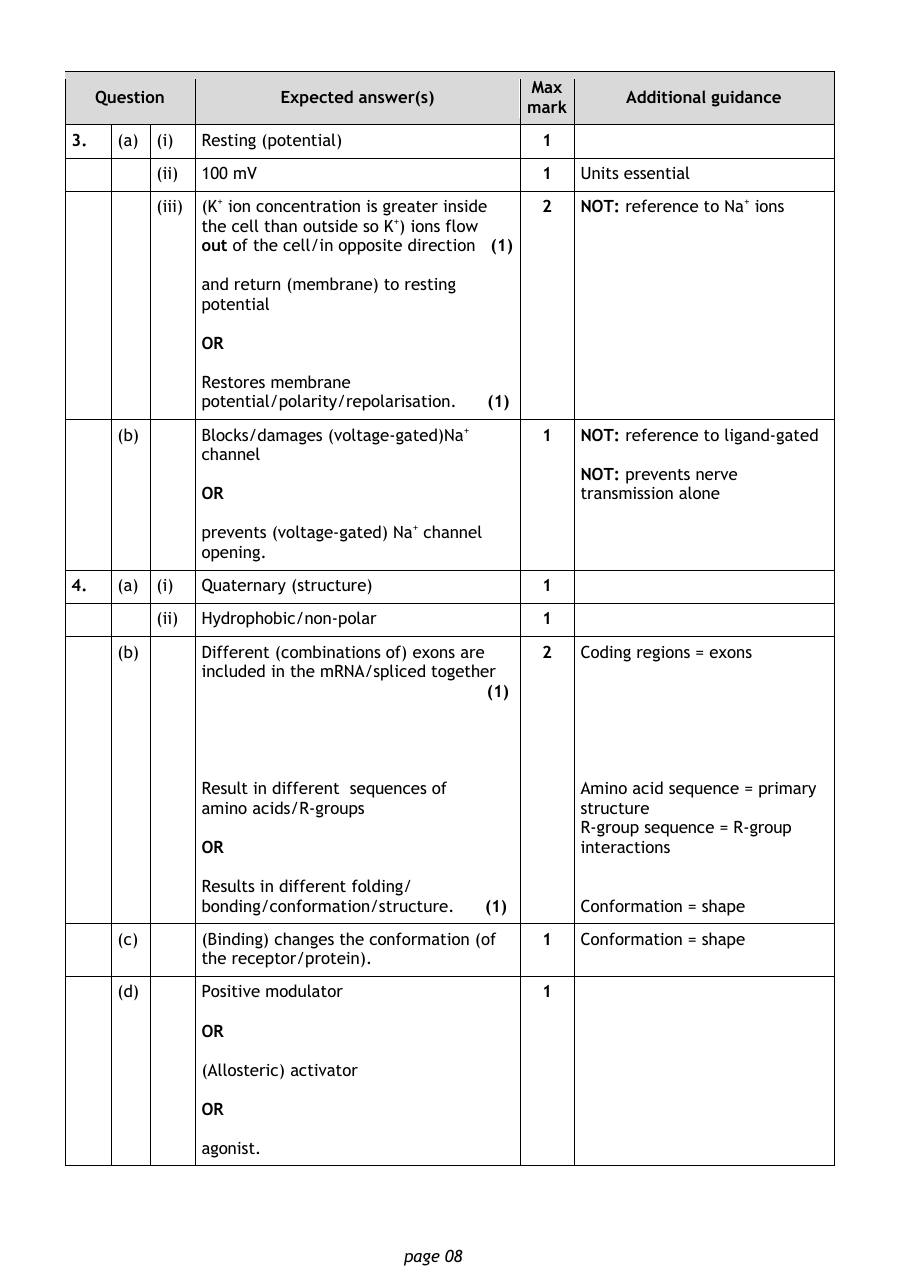 Question Expected answer(s) Max mark Additional guidance
3. (a) (i) Resting (potential) 1
(ii) 100 mV 1 Units essential
(iii) (K⁺ ion concentration is greater inside 2 NOT: reference to Na⁺ ions
the cell than outside so K⁺) ions flow
out of the cell/in opposite direction (1)
and return (membrane) to resting
potential
OR
Restores membrane
potential/polarity/repolarisation. (1)
(b) Blocks/damages (voltage-gated)Na⁺ 1 NOT: reference to ligand-gated
channel
NOT: prevents nerve
OR transmission alone
prevents (voltage-gated) Na⁺ channel
opening.
4. (a) (i) Quaternary (structure) 1
(ii) Hydrophobic/non-polar 1
(b) Different (combinations of) exons are 2 Coding regions = exons
included in the mRNA/spliced together
(1)
Result in different sequences of Amino acid sequence = primary
amino acids/R-groups structure
R-group sequence = R-group
OR interactions
Results in different folding/
bonding/conformation/structure. (1) Conformation = shape
(c) (Binding) changes the conformation (of 1 Conformation = shape
the receptor/protein).
(d) Positive modulator 1
OR
(Allosteric) activator
OR
agonist.
page 08